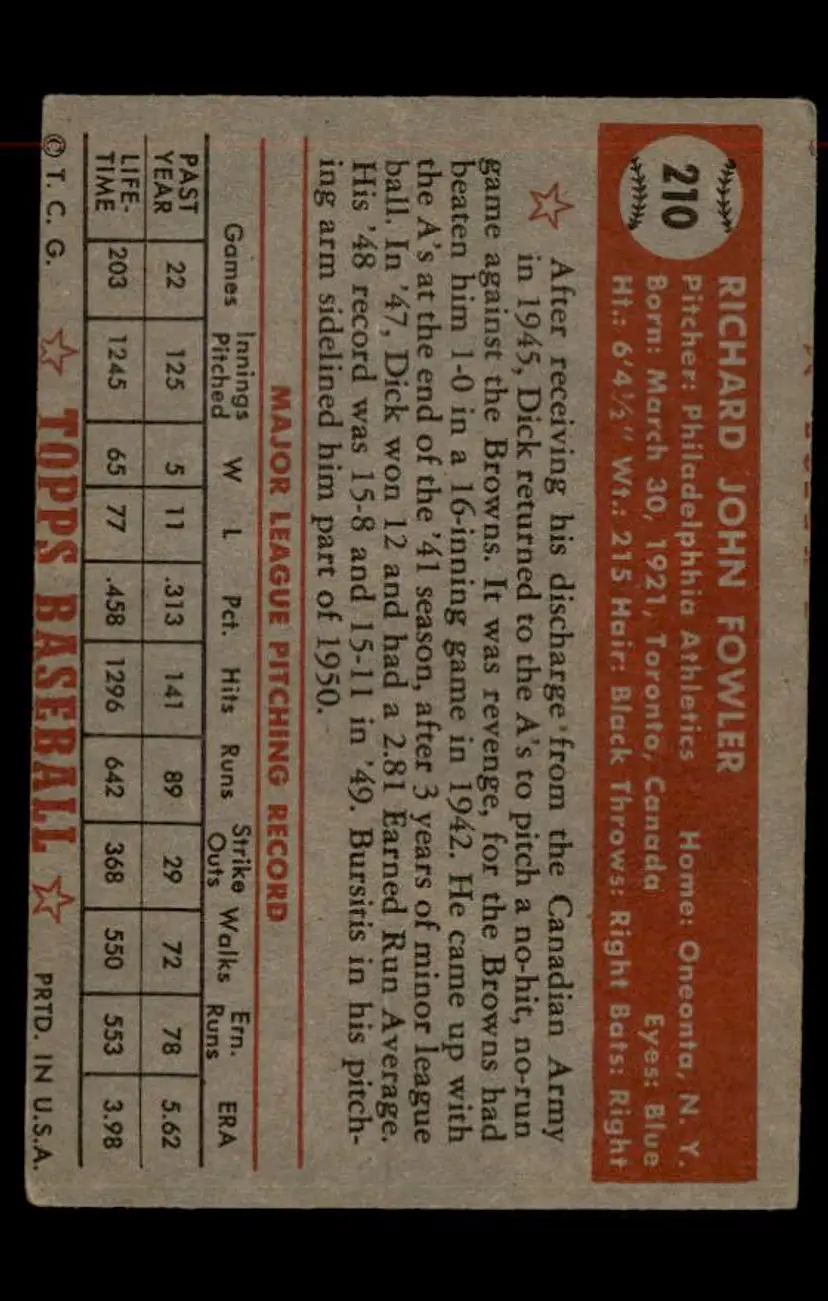 210
RICHARD JOHN FOWLER
Pitcher: Philadelphhia Athletics Home: Oneonta, N. Y.
Born: March 30, 1921, Toronto, Canada Eyes: Blue
Ht.: 6'4½" Wt.: 215 Hair: Black Throws: Right Bats: Right
After receiving his discharge from the Canadian Army
in 1945, Dick returned to the A's to pitch a no-hit, no-run
game against the Browns. It was revenge, for the Browns had
beaten him 1-0 in a 16-inning game in 1942. He came up with
the A's at the end of the '41 season, after 3 years of minor league
ball. In '47, Dick won 12 and had a 2.81 Earned Run Average.
His '48 record was 15-8 and 15-11 in '49. Bursitis in his pitch-
ing arm sidelined him part of 1950.
MAJOR LEAGUE PITCHING RECORD
Games Innings Pitched W L Pct. Hits Runs Strike Outs Walks Ern. Runs ERA
PAST YEAR 22 125 5 11 .313 141 89 29 72 78 5.62
LIFE-TIME 203 1245 65 77 .458 1296 642 368 550 553 3.98
© T. C. G. TOPPS BASEBALL PRTD. IN U.S.A.